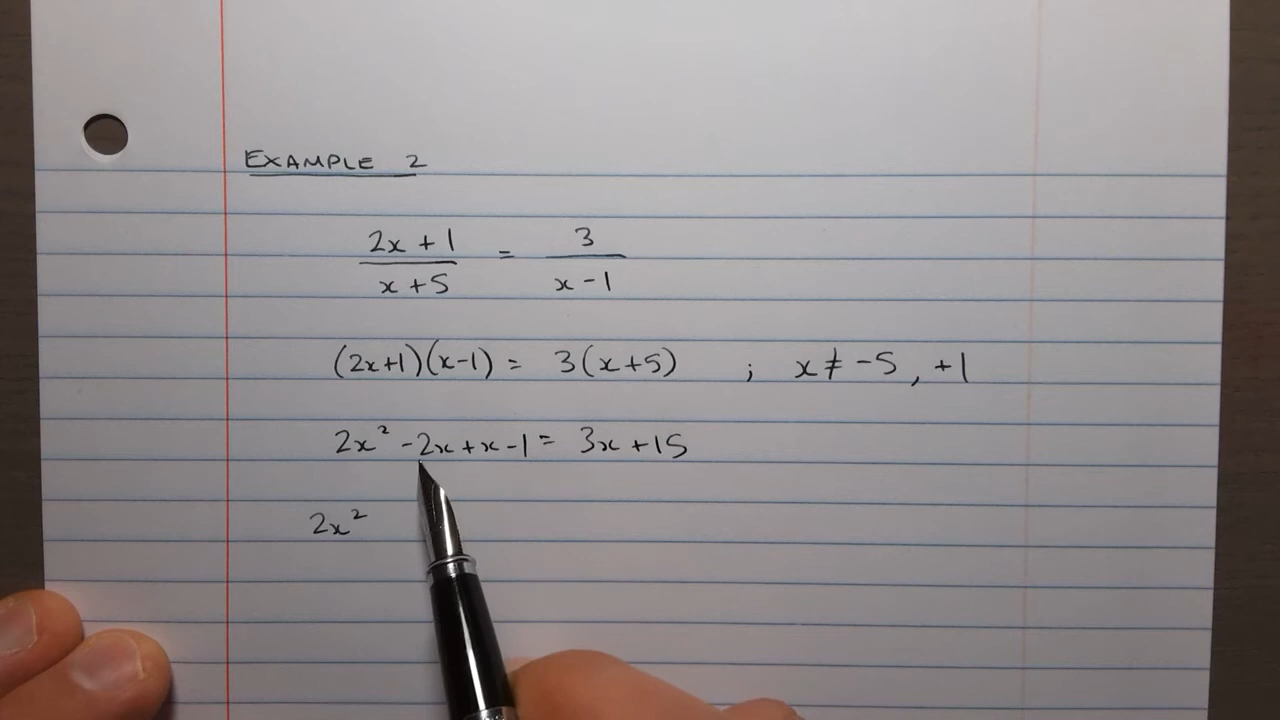 EXAMPLE 2
2x + 1 / x + 5 = 3 / x - 1
(2x+1)(x-1) = 3(x+5) ; x ≠ -5, +1
2x² - 2x + x - 1 = 3x + 15
2x²